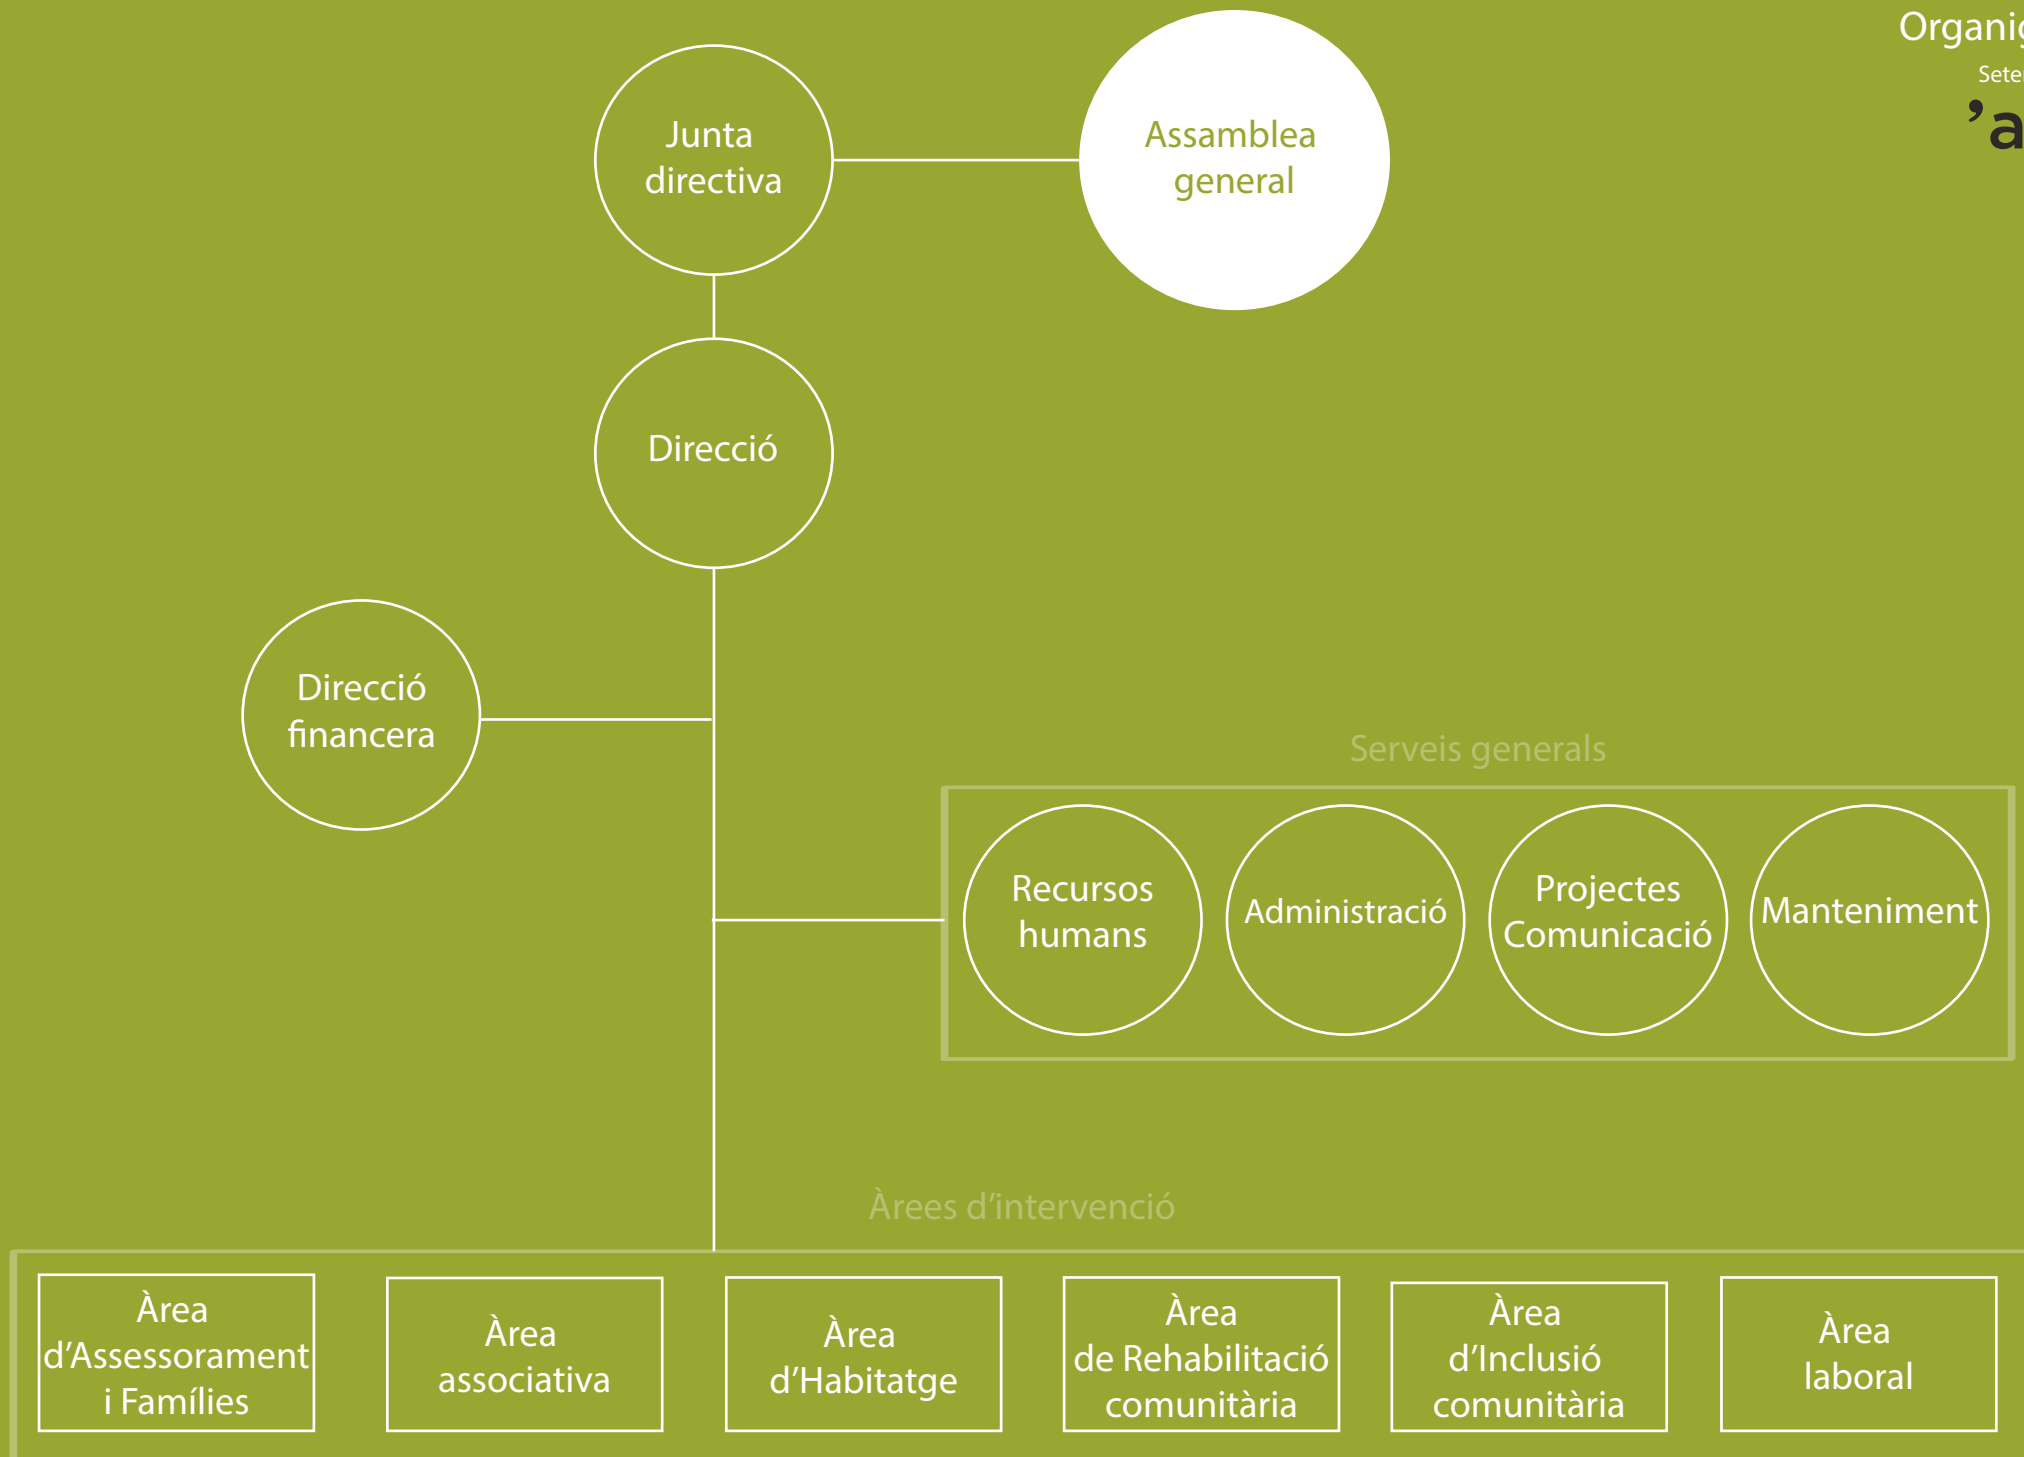 Junta
directiva
Assamblea
general
Direcció
Direcció
financera
Serveis generals
Recursos
humans
Administració
Projectes
Comunicació
Manteniment
Àrees d’intervenció
Àrea
d’Assessorament
i Famílies
Àrea
associativa
Àrea
d’Habitatge
Àrea
de Rehabilitació
comunitària
Àrea
d’Inclusió
comunitària
Àrea
laboral